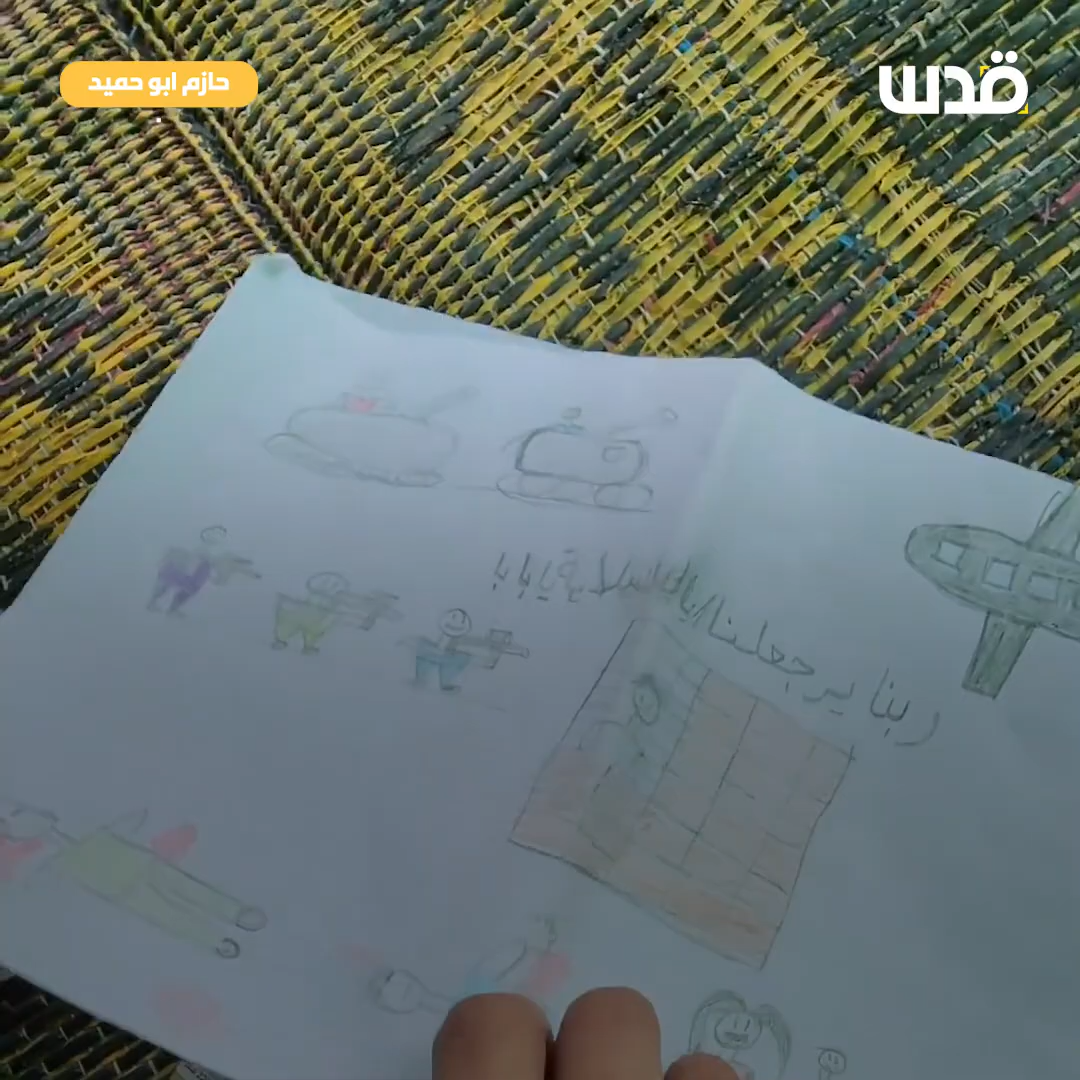 حازم ابو حميد
قدس
ربنا يرجعلنا بالسلامة يا بابا